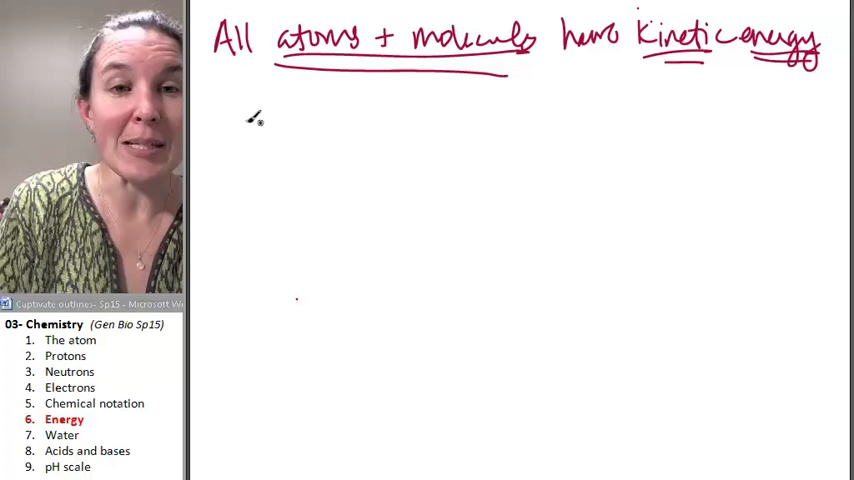 All atoms + molecules have kinetic energy
Captivate outlines- Sp15 - Microsoft W
03- Chemistry (Gen Bio Sp15)
1. The atom
2. Protons
3. Neutrons
4. Electrons
5. Chemical notation
6. Energy
7. Water
8. Acids and bases
9. pH scale